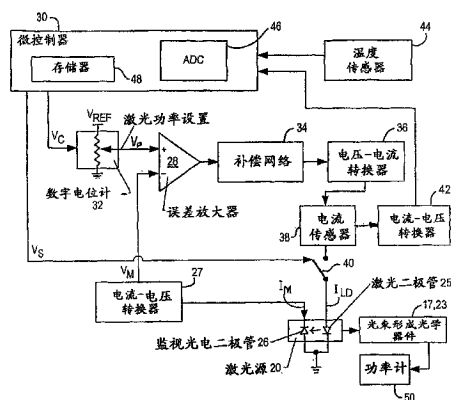 30
微控制器
46
ADC
存储器
48
44
温度
传感器
VREF
激光功率设置
VC
VP
34
36
28
补偿网络
电压-电流
转换器
数字电位计
32
误差放大器
42
38
电流
传感器
电流-电压
转换器
VS
VM
27
40
电流-电压
转换器
IM
ILD
激光二极管25
17,23
光束形成光学
器件
监视光电二极管
26
激光源20
功率计
50